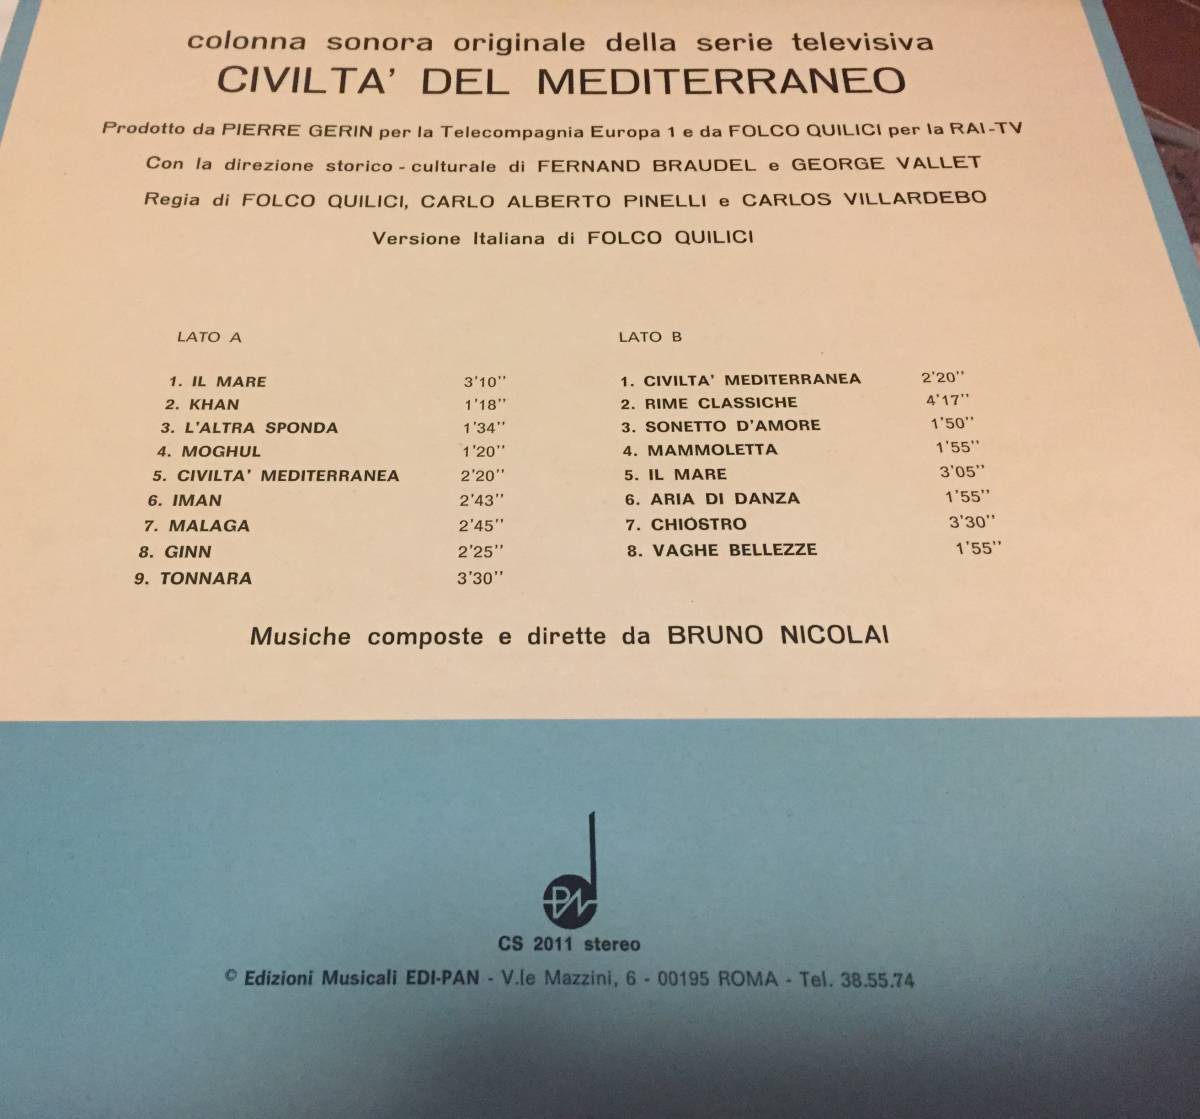 colonna sonora originale della serie televisiva
CIVILTA' DEL MEDITERRANEO
Prodotto da PIERRE GERIN per la Telecompagnia Europa 1 e da FOLCO QUILICI per la RAI-TV
Con la direzione storico - culturale di FERNAND BRAUDEL e GEORGE VALLET
Regia di FOLCO QUILICI, CARLO ALBERTO PINELLI e CARLOS VILLARDEBO
Versione Italiana di FOLCO QUILICI
LATO A
1. IL MARE 3'10''
2. KHAN 1'18''
3. L'ALTRA SPONDA 1'34''
4. MOGHUL 1'20''
5. CIVILTA' MEDITERRANEA 2'20''
6. IMAN 2'43''
7. MALAGA 2'45''
8. GINN 2'25''
9. TONNARA 3'30''
LATO B
1. CIVILTA' MEDITERRANEA 2'20''
2. RIME CLASSICHE 4'17''
3. SONETTO D'AMORE 1'50''
4. MAMMOLETTA 1'55''
5. IL MARE 3'05''
6. ARIA DI DANZA 1'55''
7. CHIOSTRO 3'30''
8. VAGHE BELLEZZE 1'55''
Musiche composte e dirette da BRUNO NICOLAI
PAN
CS 2011 stereo
© Edizioni Musicali EDI-PAN - V.le Mazzini, 6 - 00195 ROMA - Tel. 38.55.74